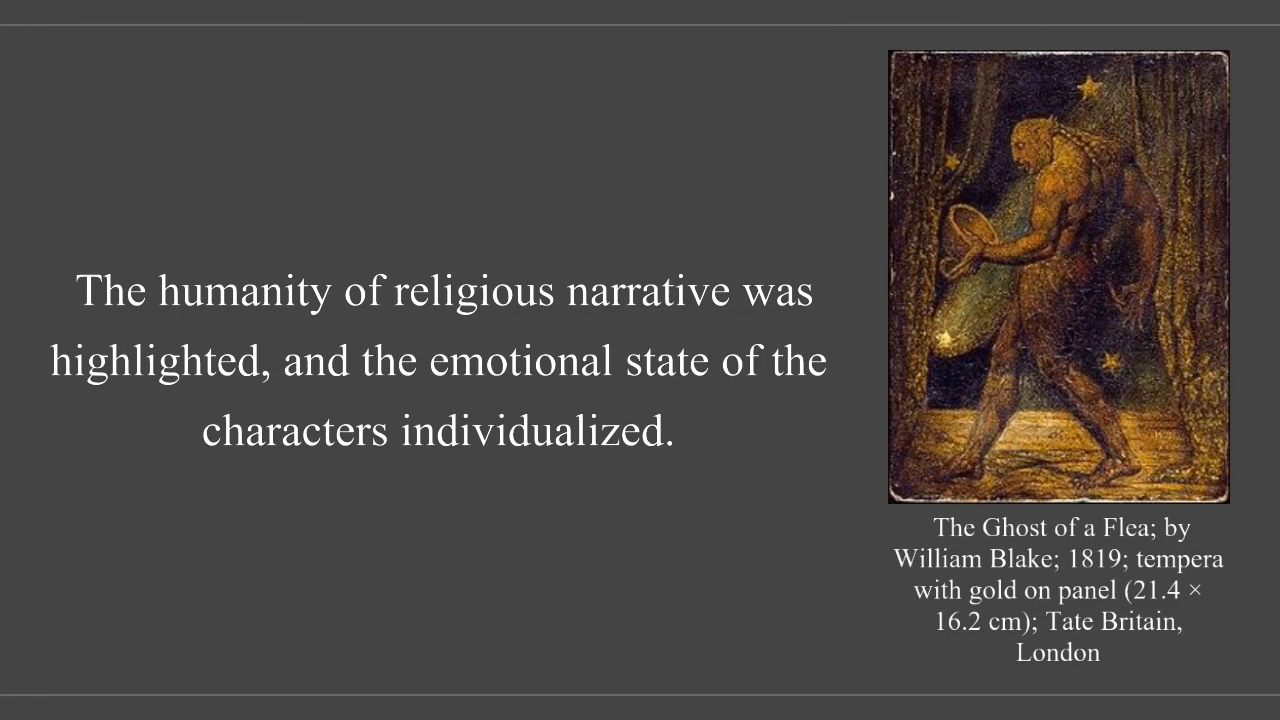 The humanity of religious narrative was
highlighted, and the emotional state of the
characters individualized.
The Ghost of a Flea; by
William Blake; 1819; tempera
with gold on panel (21.4 ×
16.2 cm); Tate Britain,
London